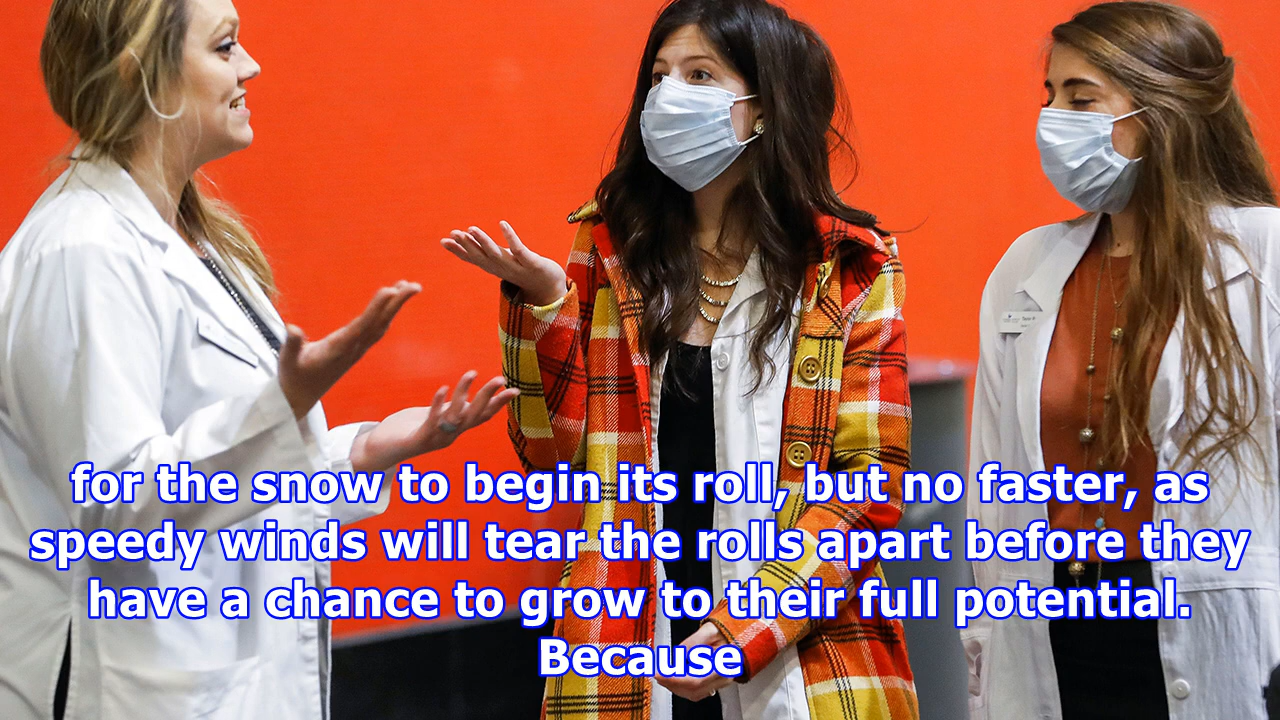 for the snow to begin its roll, but no faster, as
speedy winds will tear the rolls apart before they
have a chance to grow to their full potential.
Because